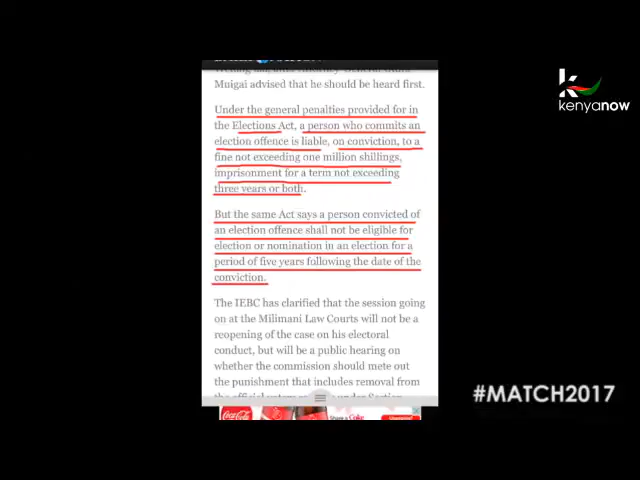 Muigai advised that he should be heard first.
Under the general penalties provided for in
the Elections Act, a person who commits an
election offence is liable, on conviction, to a
fine not exceeding one million shillings,
imprisonment for a term not exceeding
three years or both.
But the same Act says a person convicted of
an election offence shall not be eligible for
election or nomination in an election for a
period of five years following the date of the
conviction.
The IEBC has clarified that the session going
on at the Milimani Law Courts will not be a
reopening of the case on his electoral
conduct, but will be a public hearing on
whether the commission should mete out
the punishment that includes removal from
Coca-Cola
Share a Coke
k
kenyanow
#MATCH2017